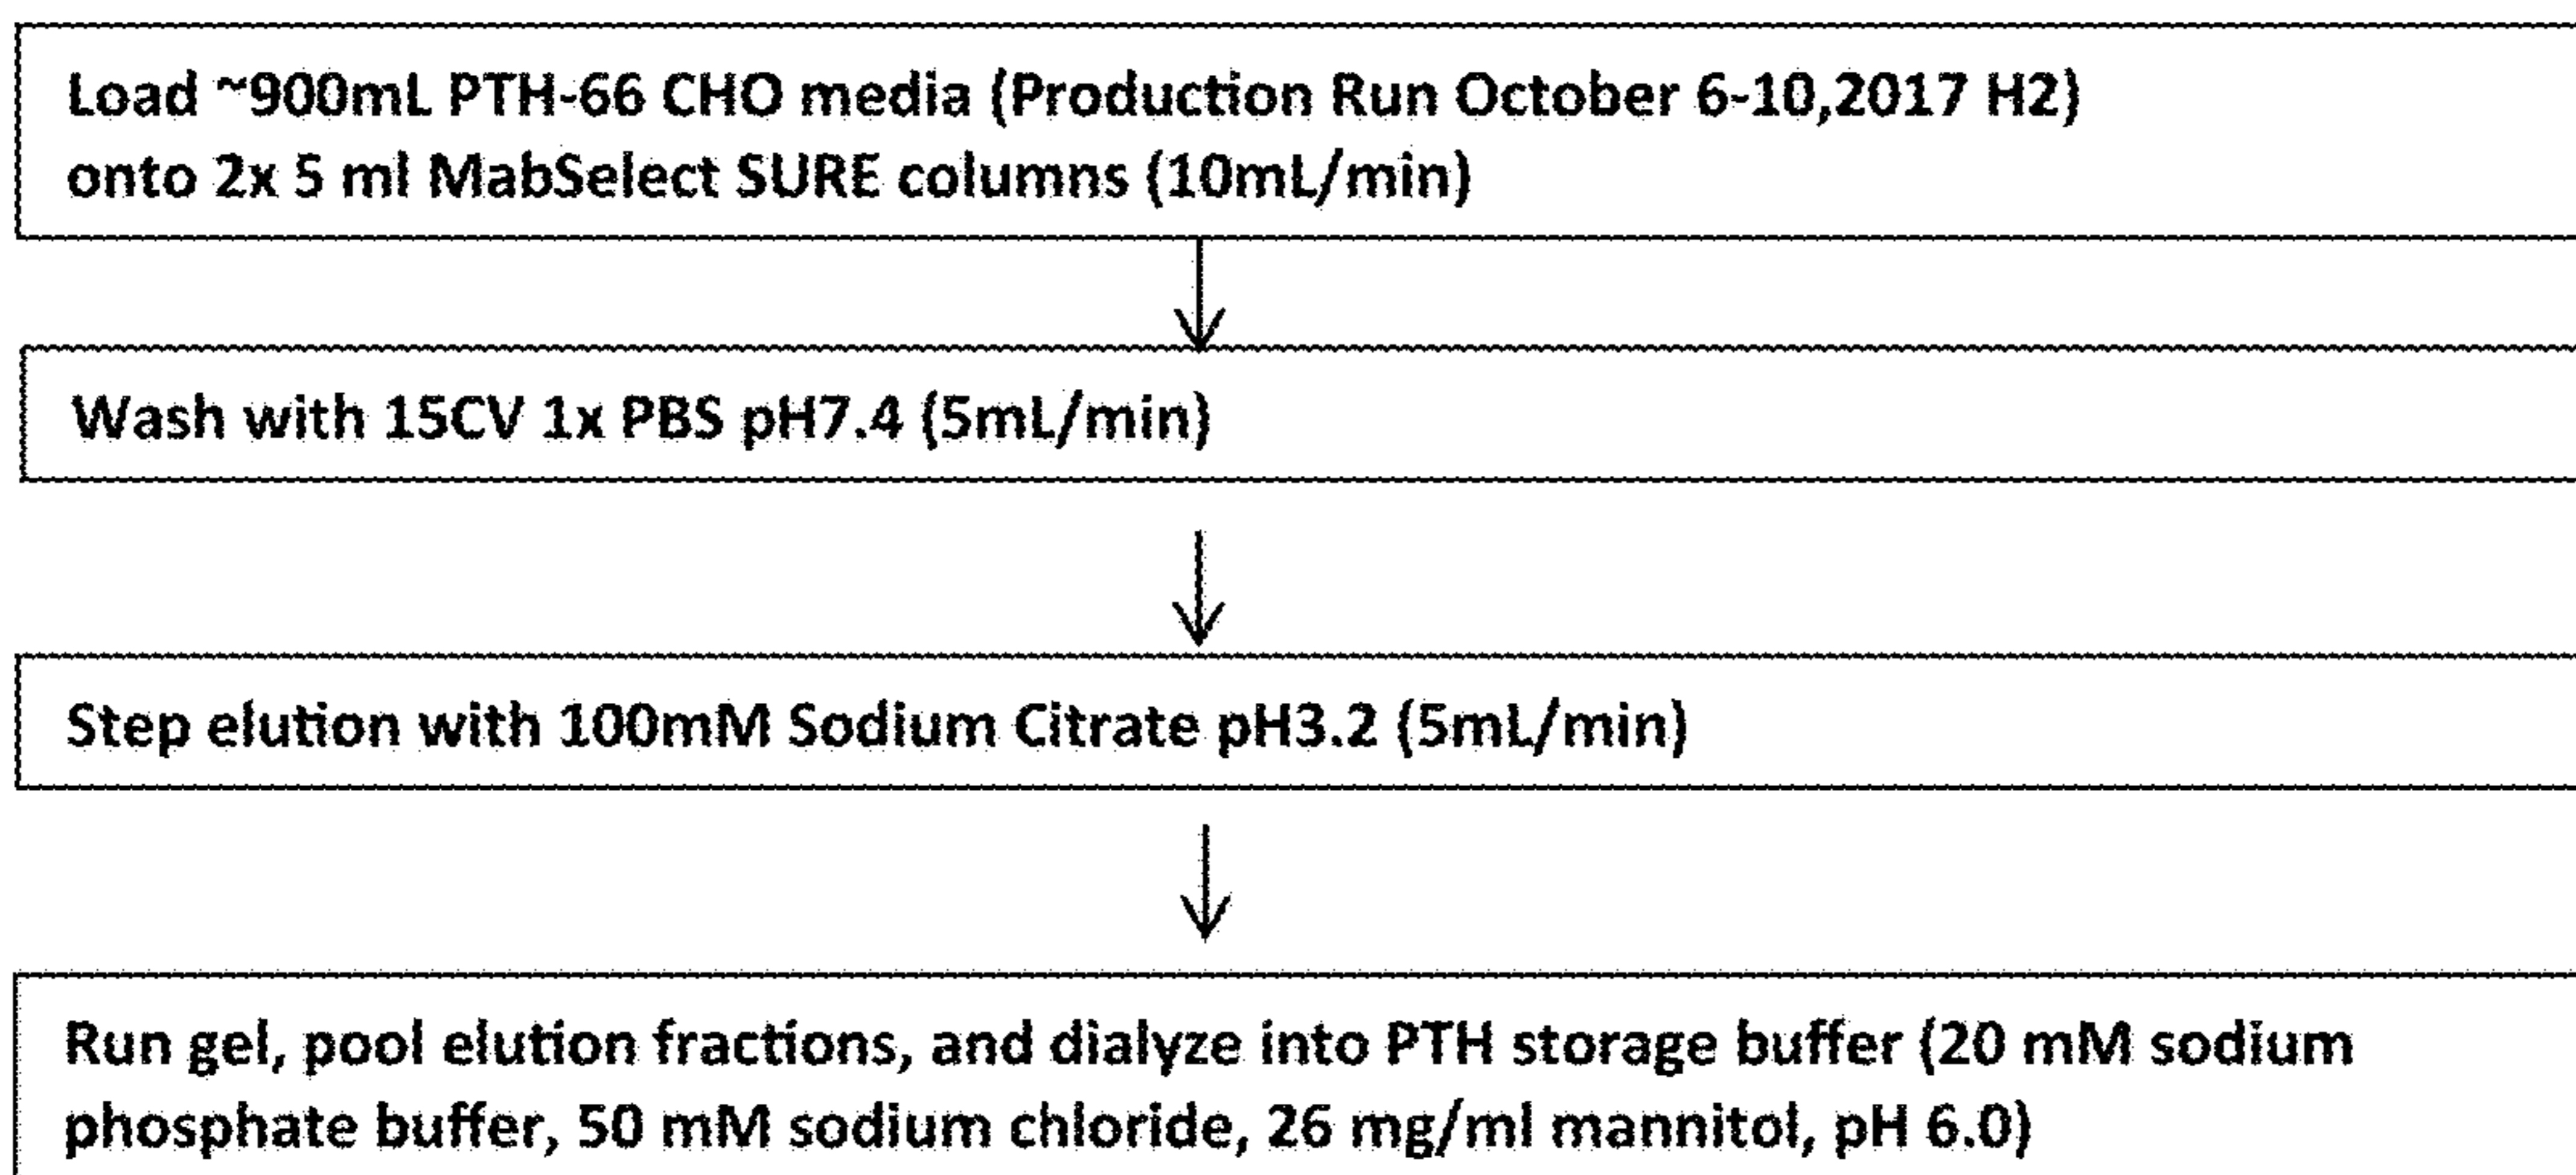 Load ~900mL PTH-66 CHO media (Production Run October 6-10,2017 H2)
onto 2x 5 ml MabSelect SURE columns (10mL/min)
Wash with 15CV 1x PBS pH7.4 (5mL/min)
Step elution with 100mM Sodium Citrate pH3.2 (5mL/min)
Run gel, pool elution fractions, and dialyze into PTH storage buffer (20 mM sodium
phosphate buffer, 50 mM sodium chloride, 26 mg/ml mannitol, pH 6.0)